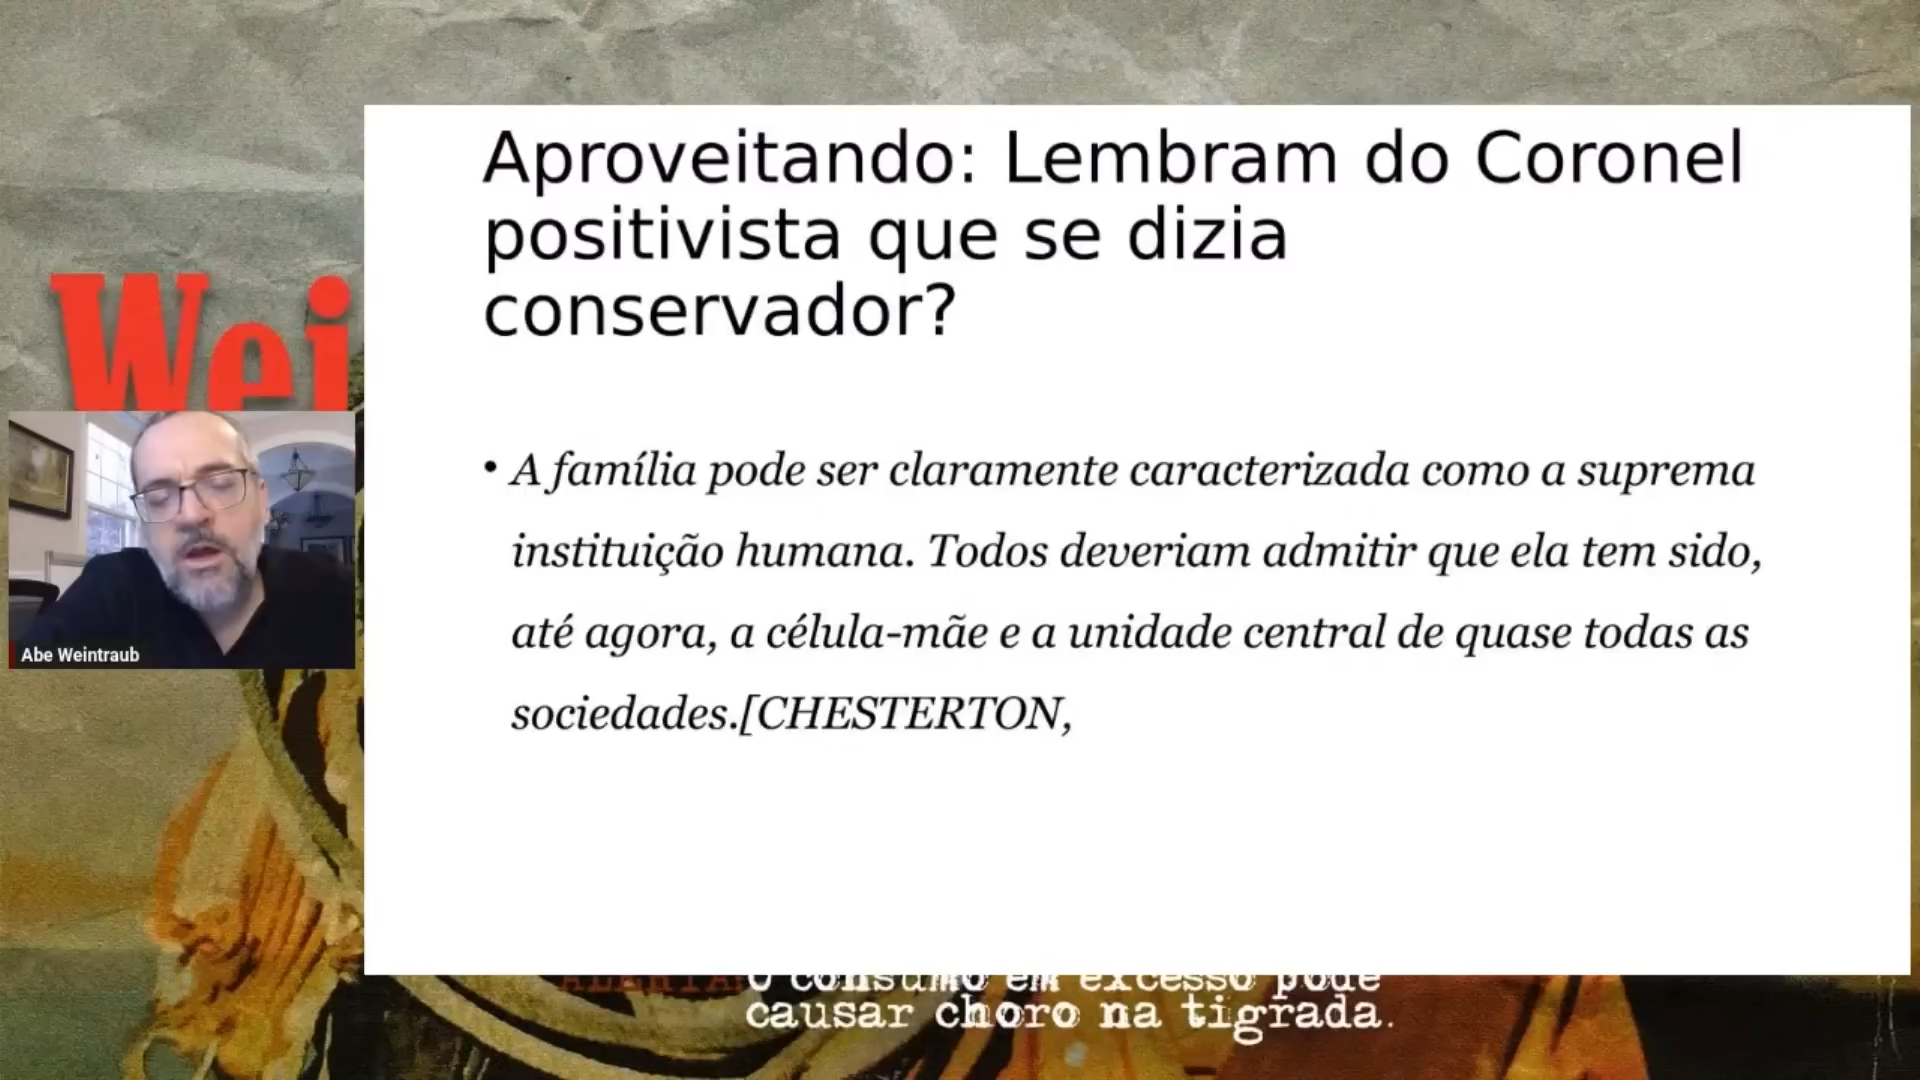 Aproveitando: Lembram do Coronel
positivista que se dizia
conservador?
Wei
• A família pode ser claramente caracterizada como a suprema
instituição humana. Todos deveriam admitir que ela tem sido,
até agora, a célula-mãe e a unidade central de quase todas as
sociedades.[CHESTERTON,
Abe Weintraub
ALERTA: O consumo em excesso pode
causar choro na tigrada.